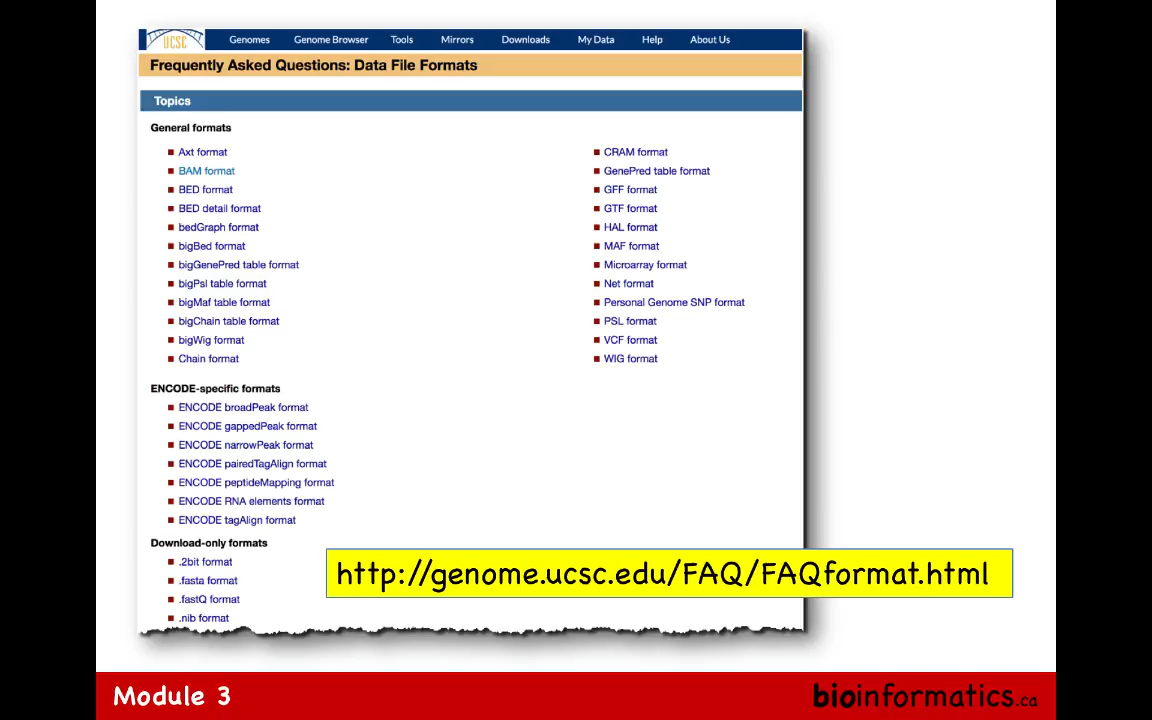 UCSC
Genomes Genome Browser Tools Mirrors Downloads My Data Help About Us
Frequently Asked Questions: Data File Formats
Topics
General formats
Axt format
BAM format
BED format
BED detail format
bedGraph format
bigBed format
bigGenePred table format
bigPsl table format
bigMaf table format
bigChain table format
bigWig format
Chain format
CRAM format
GenePred table format
GFF format
GTF format
HAL format
MAF format
Microarray format
Net format
Personal Genome SNP format
PSL format
VCF format
WIG format
ENCODE-specific formats
ENCODE broadPeak format
ENCODE gappedPeak format
ENCODE narrowPeak format
ENCODE pairedTagAlign format
ENCODE peptideMapping format
ENCODE RNA elements format
ENCODE tagAlign format
Download-only formats
.2bit format
.fasta format
.fastQ format
.nib format
http://genome.ucsc.edu/FAQ/FAQformat.html
Module 3
bioinformatics.ca